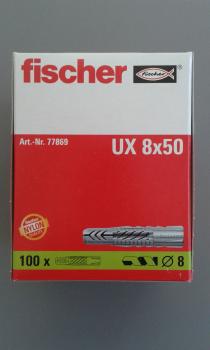 fischer
fischer
Art.-Nr. 77869
UX 8x50
NYLON
100 x
Ø 8